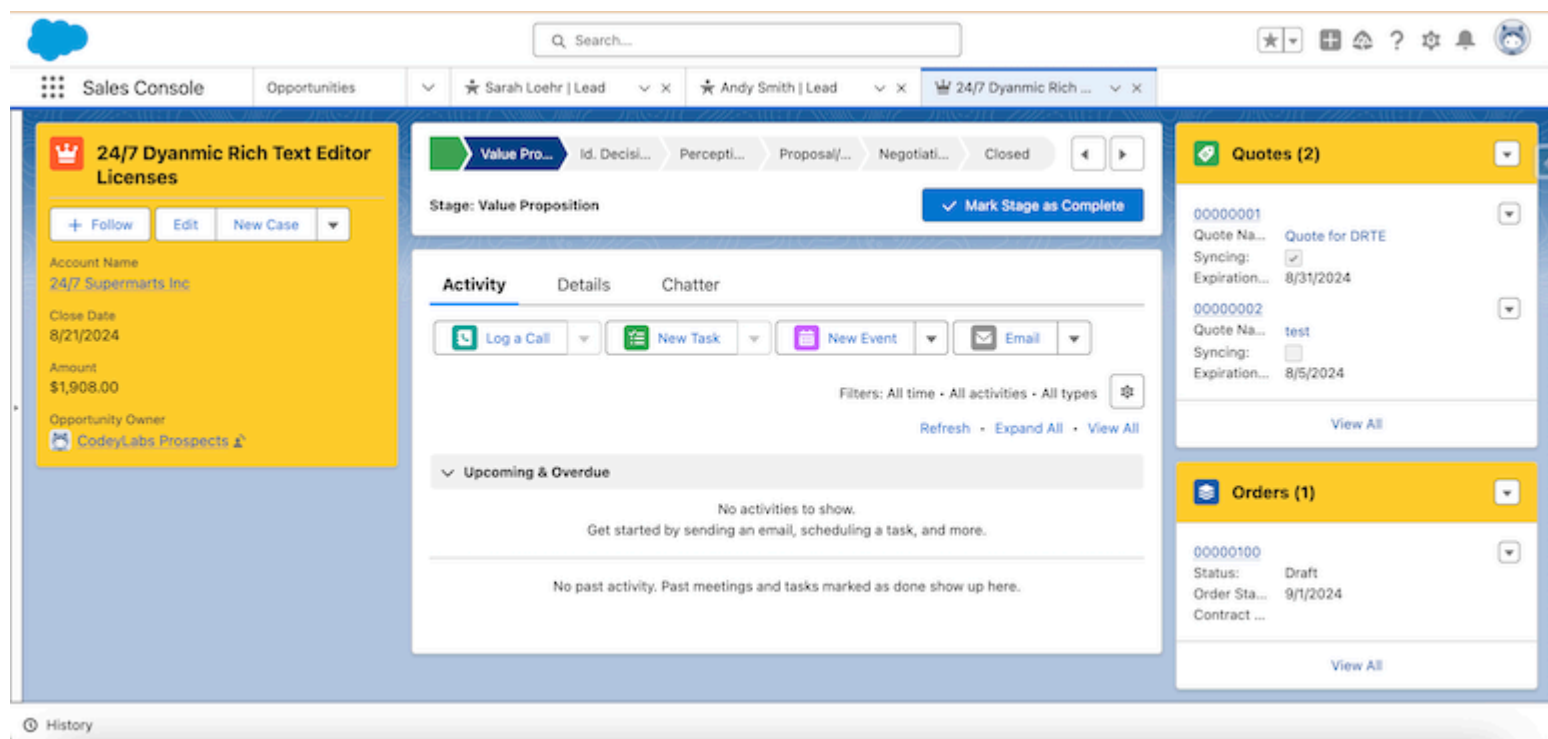 Search...
Sales Console
Opportunities
Sarah Loehr | Lead
Andy Smith | Lead
24/7 Dyanmic Rich ...
24/7 Dyanmic Rich Text Editor
Licenses
+ Follow
Edit
New Case
Account Name
24/7 Supermarts Inc
Close Date
8/21/2024
Amount
$1,908.00
Opportunity Owner
CodeyLabs Prospects
Value Pro...
Id. Decisi...
Percepti...
Proposal/...
Negotiati...
Closed
Stage: Value Proposition
Mark Stage as Complete
Activity
Details
Chatter
Log a Call
New Task
New Event
Email
Filters: All time • All activities • All types
Refresh • Expand All • View All
Upcoming & Overdue
No activities to show.
Get started by sending an email, scheduling a task, and more.
No past activity. Past meetings and tasks marked as done show up here.
Quotes (2)
00000001
Quote Na... Quote for DRTE
Syncing:
Expiration... 8/31/2024
00000002
Quote Na... test
Syncing:
Expiration... 8/5/2024
View All
Orders (1)
00000100
Status: Draft
Order Sta... 9/1/2024
Contract ...
View All
History